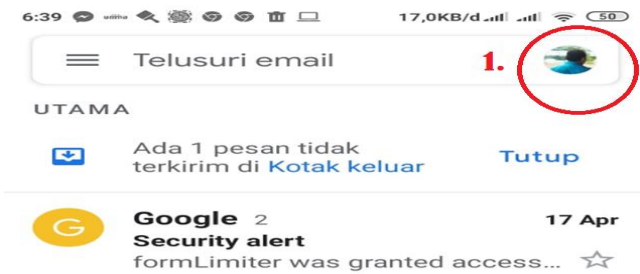 6:39 17,0KB/d 50
Telusuri email 1.
UTAMA
Ada 1 pesan tidak
terkirim di Kotak keluar Tutup
G Google 2 17 Apr
Security alert
formLimiter was granted access...